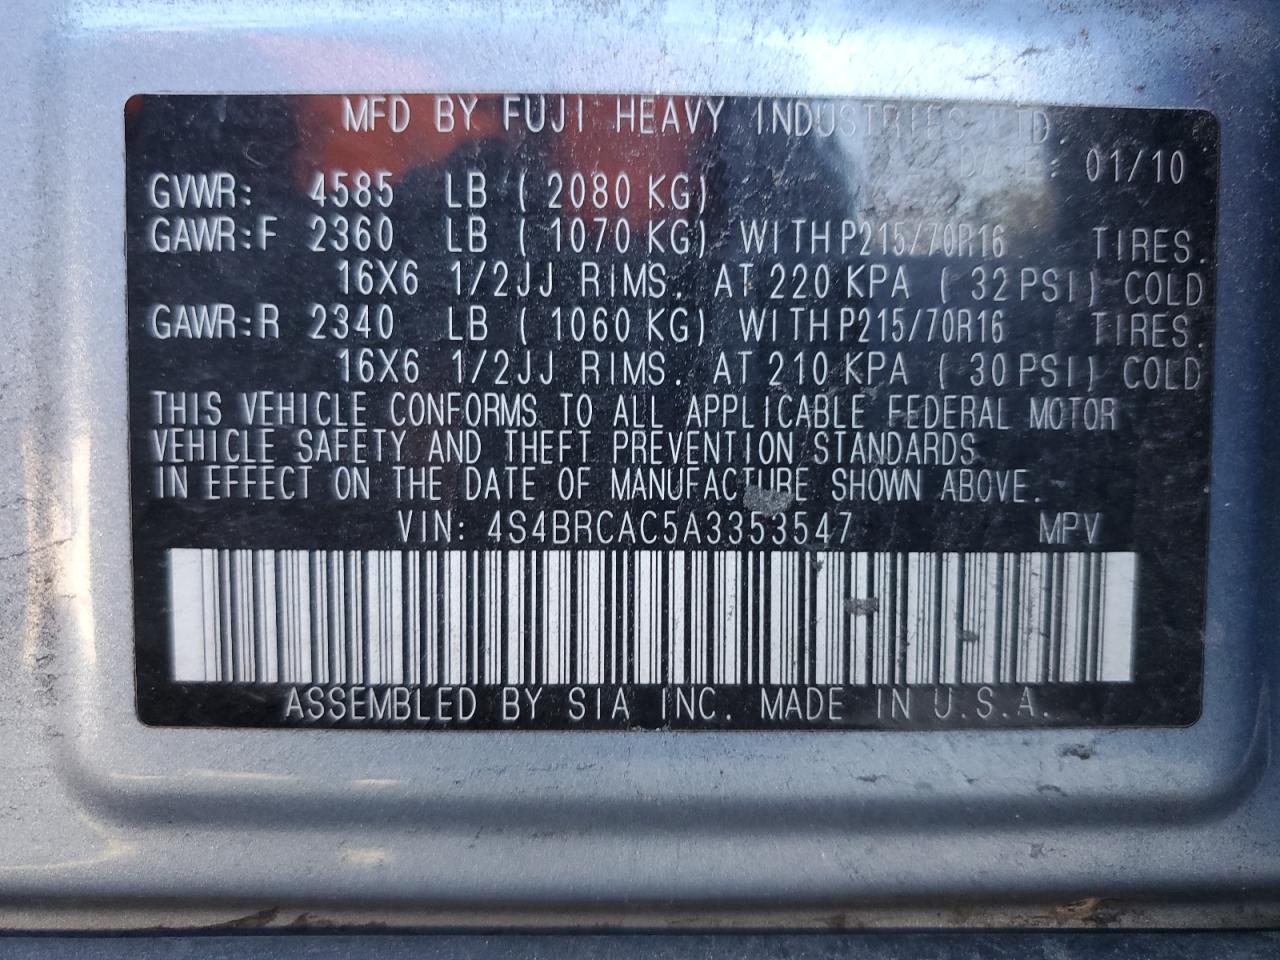 MFD BY FUJI HEAVY INDUSTRIES LTD.
DATE: 01/10
GVWR: 4585 LB ( 2080 KG)
GAWR:F 2360 LB ( 1070 KG) WITH P215/70R16 TIRES.
16X6 1/2JJ RIMS. AT 220 KPA ( 32 PSI) COLD
GAWR:R 2340 LB ( 1060 KG) WITH P215/70R16 TIRES.
16X6 1/2JJ RIMS. AT 210 KPA ( 30 PSI) COLD
THIS VEHICLE CONFORMS TO ALL APPLICABLE FEDERAL MOTOR
VEHICLE SAFETY AND THEFT PREVENTION STANDARDS
IN EFFECT ON THE DATE OF MANUFACTURE SHOWN ABOVE.
VIN: 4S4BRCAC5A3353547 MPV
ASSEMBLED BY SIA INC. MADE IN U.S.A.